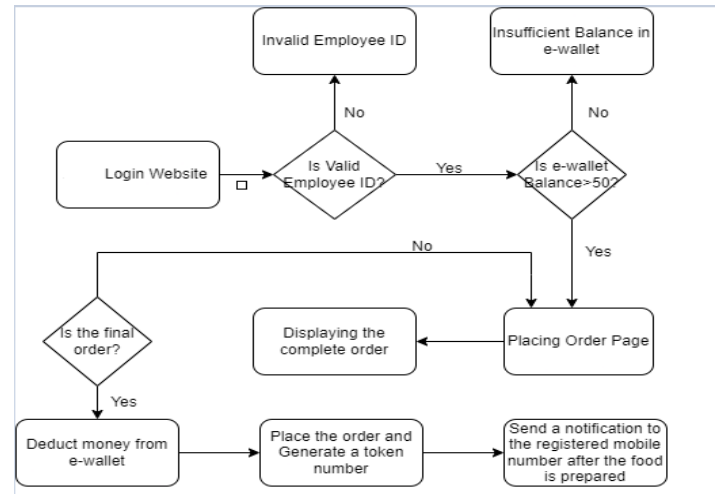 Invalid Employee ID
Insufficient Balance in
e-wallet
No
No
Login Website
Is Valid
Employee ID?
Yes
Is e-wallet
Balance>50?
No
Yes
Is the final
order?
Displaying the
complete order
Placing Order Page
Yes
Deduct money from
e-wallet
Place the order and
Generate a token
number
Send a notification to
the registered mobile
number after the food
is prepared